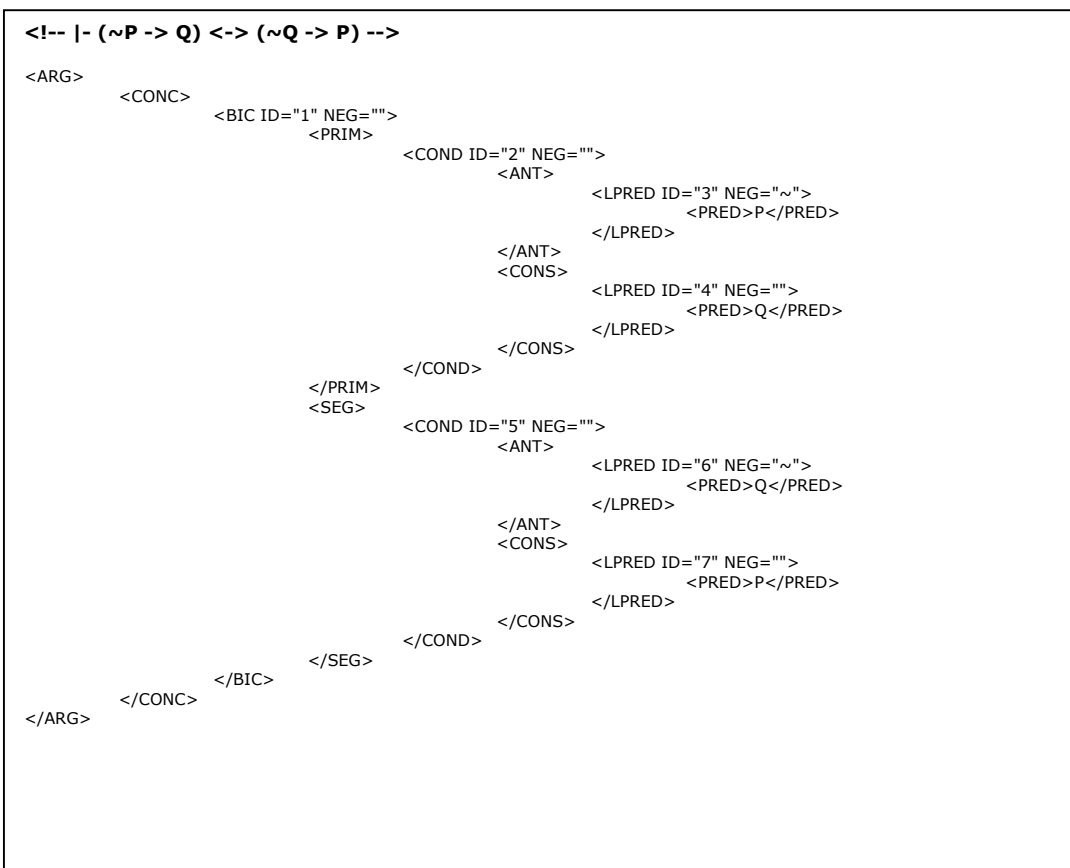 <!-- |- (~P -> Q) <-> (~Q -> P) -->
<ARG>
<CONC>
<BIC ID="1" NEG="">
<PRIM>
<COND ID="2" NEG="">
<ANT>
<LPRED ID="3" NEG="~">
<PRED>P</PRED>
</LPRED>
</ANT>
<CONS>
<LPRED ID="4" NEG="">
<PRED>Q</PRED>
</LPRED>
</CONS>
</COND>
</PRIM>
<SEG>
<COND ID="5" NEG="">
<ANT>
<LPRED ID="6" NEG="~">
<PRED>Q</PRED>
</LPRED>
</ANT>
<CONS>
<LPRED ID="7" NEG="">
<PRED>P</PRED>
</LPRED>
</CONS>
</COND>
</SEG>
</BIC>
</CONC>
</ARG>